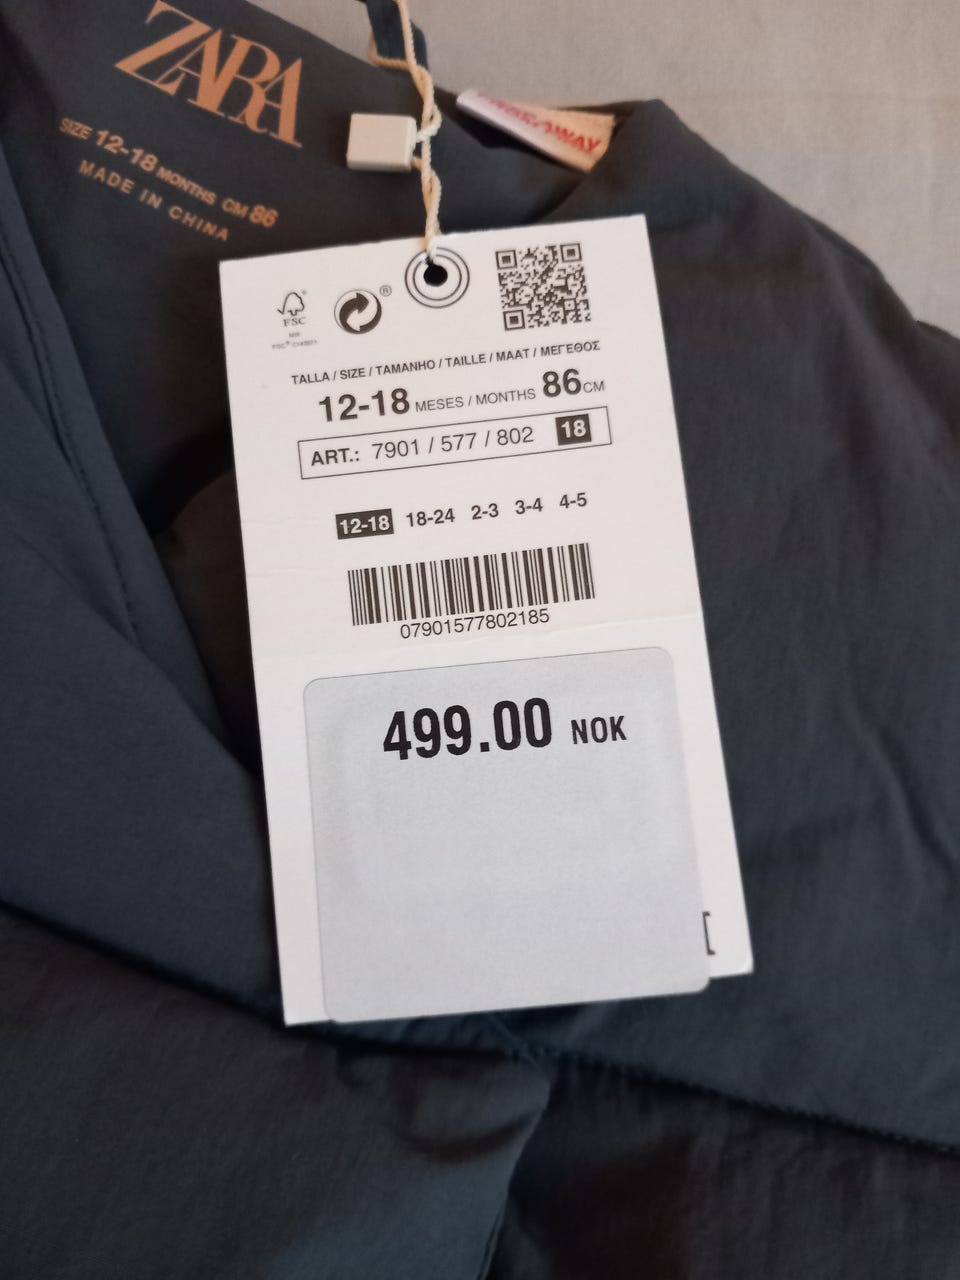 ZARA
SIZE 12-18 MONTHS CM 86
MADE IN CHINA
AWAY
®
FSC
MIX
TALLA / SIZE / TAMANHO / TAILLE / MAAT / ΜΕΓΕΘΟΣ
12-18 MESES / MONTHS 86CM
ART.: 7901 / 577 / 802 18
12-18 18-24 2-3 3-4 4-5
07901577802185
499.00 NOK